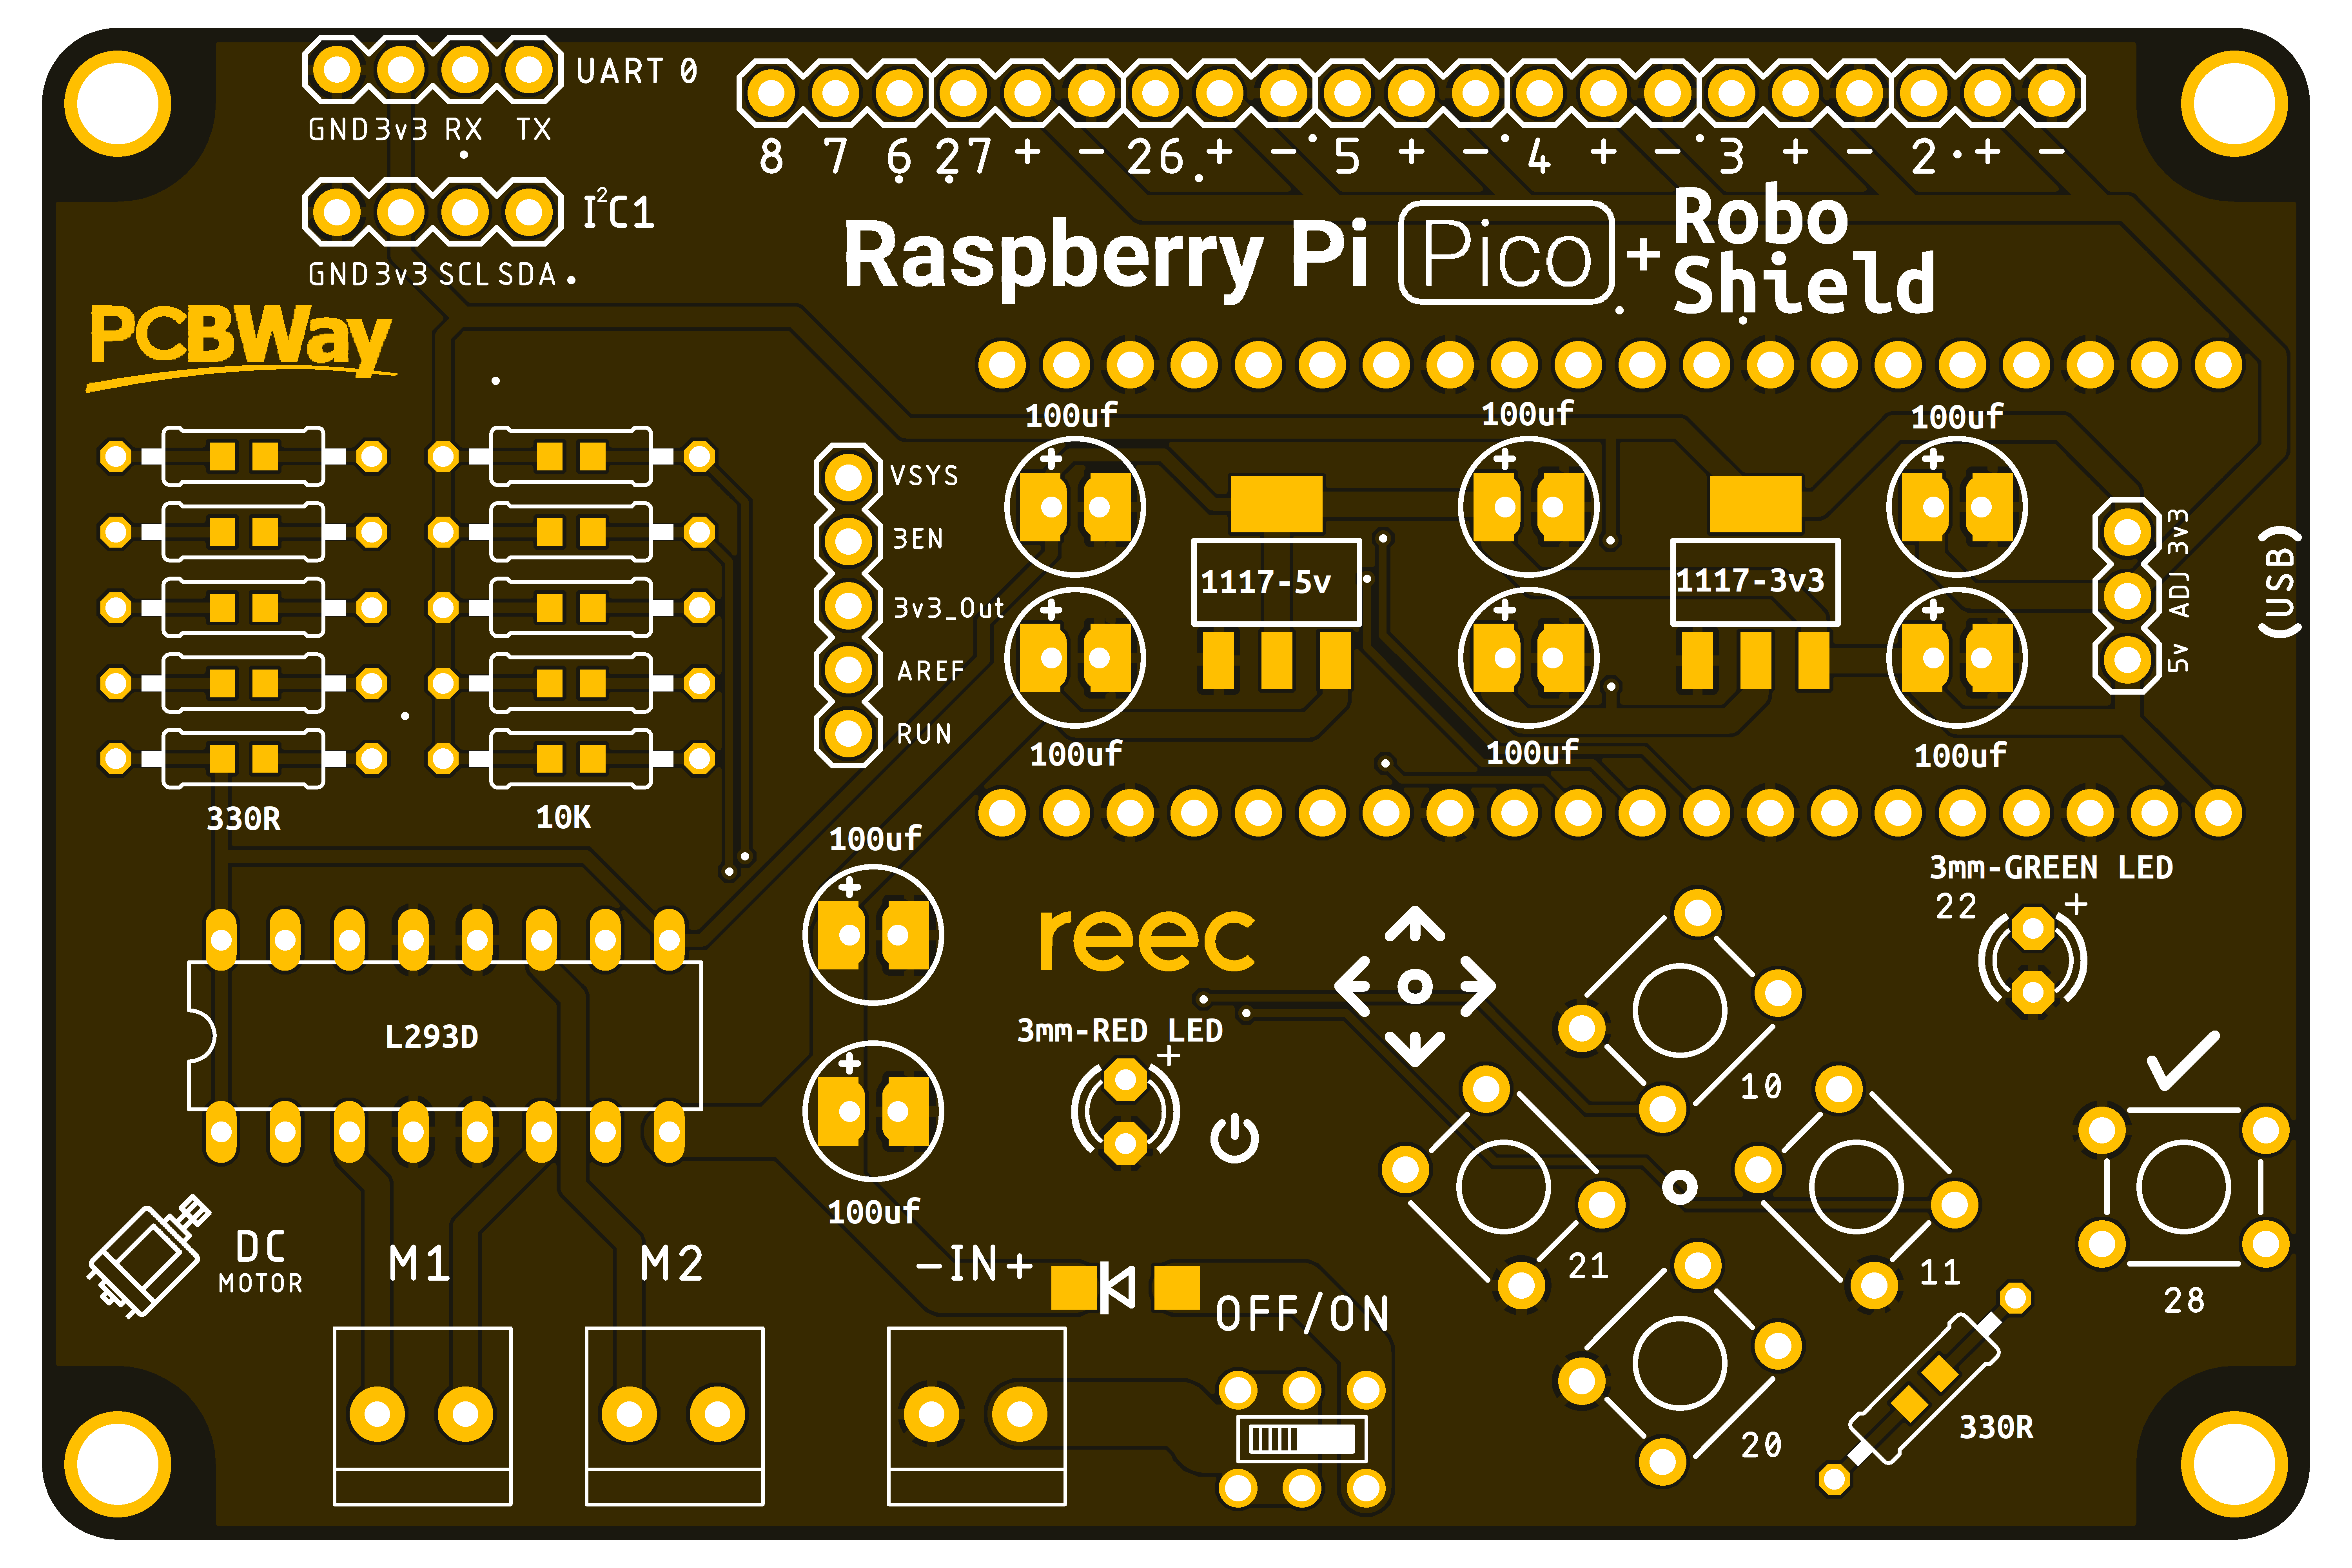 UART 0
GND 3v3 RX TX
8 7 6 27 + - 26 + - 5 + - 4 + - 3 + - 2 + -
I²C1
GND 3v3 SCL SDA
Raspberry Pi Pico + Robo Shield
PCBWay
100uf 100uf 100uf
VSYS
3EN
3v3_Out
AREF
RUN
1117-5v
1117-3v3
3v3
ADJ
5v
(USB)
100uf 100uf 100uf
330R 10K
100uf
3mm-GREEN LED
22 +
reec
L293D
3mm-RED LED
+
10
100uf
DC
MOTOR
M1 M2 -IN+
21 11
28
OFF/ON
20
330R